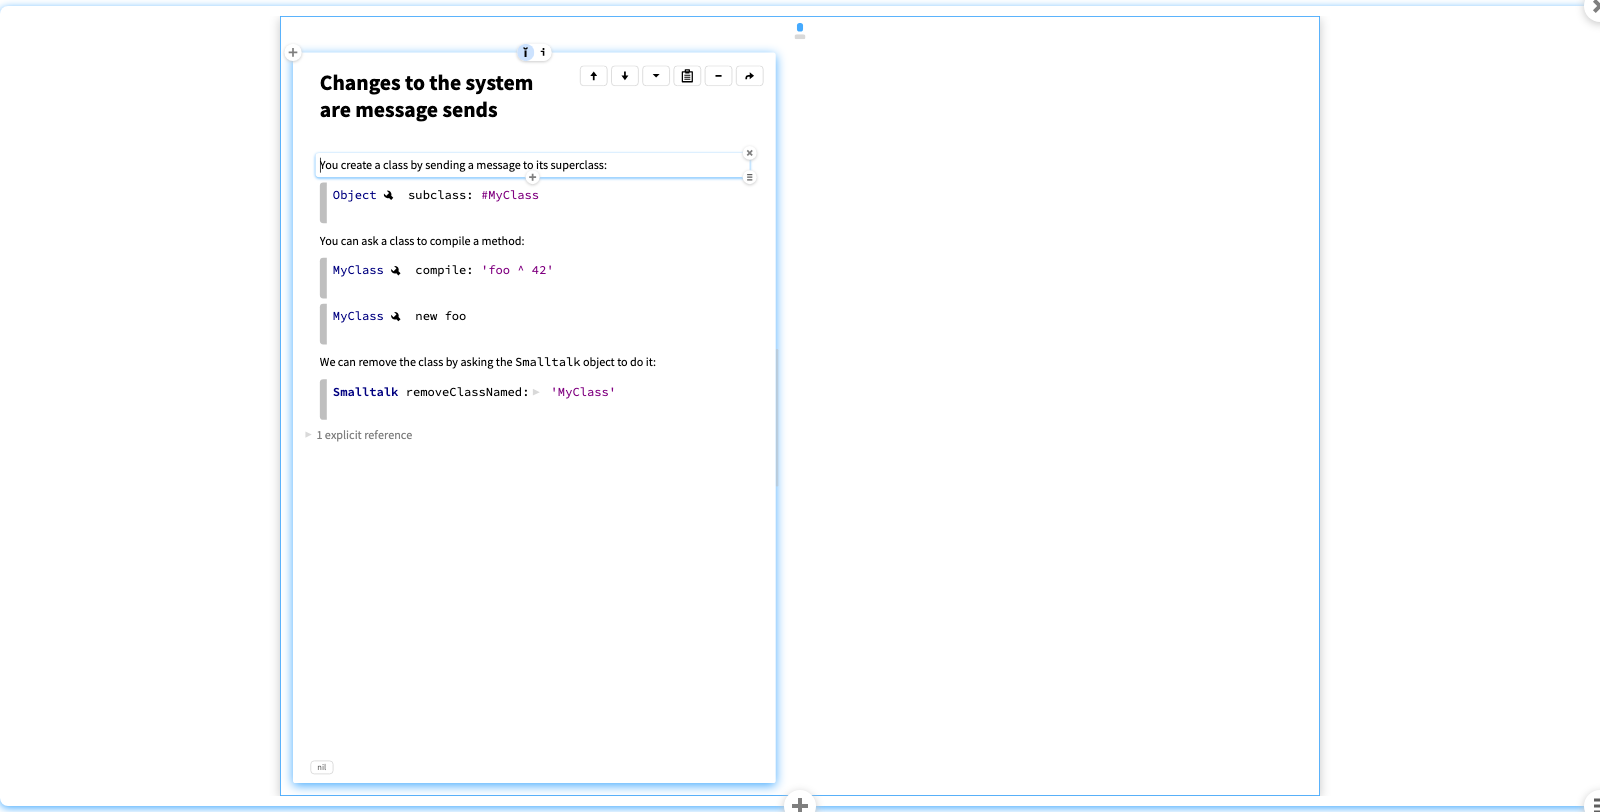 Changes to the system
are message sends
You create a class by sending a message to its superclass:
Object subclass: #MyClass
You can ask a class to compile a method:
MyClass compile: 'foo ^ 42'
MyClass new foo
We can remove the class by asking the Smalltalk object to do it:
Smalltalk removeClassNamed: 'MyClass'
1 explicit reference
nil